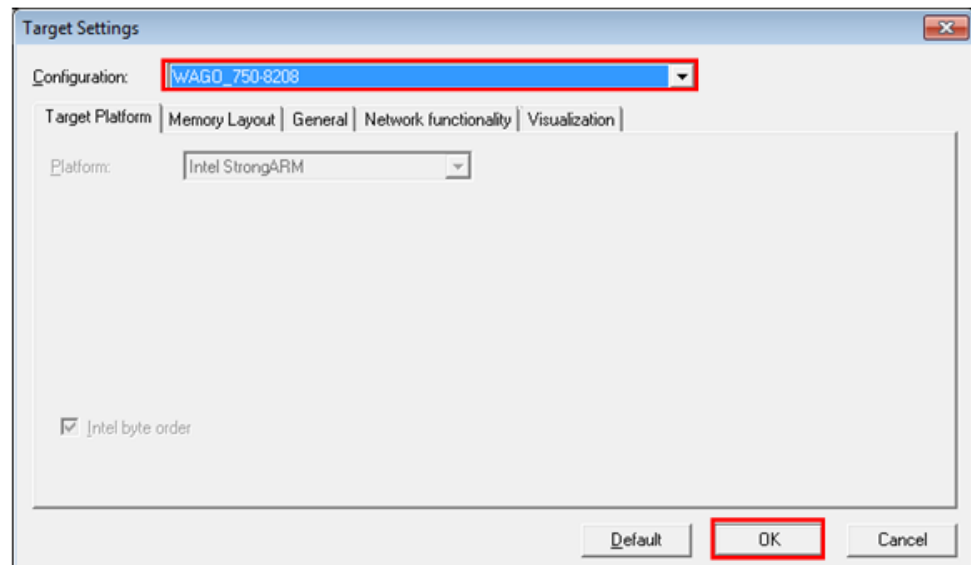 Target Settings
Configuration: WAGO_750-8208
Target Platform Memory Layout General Network functionality Visualization
Platform: Intel StrongARM
Intel byte order
Default OK Cancel